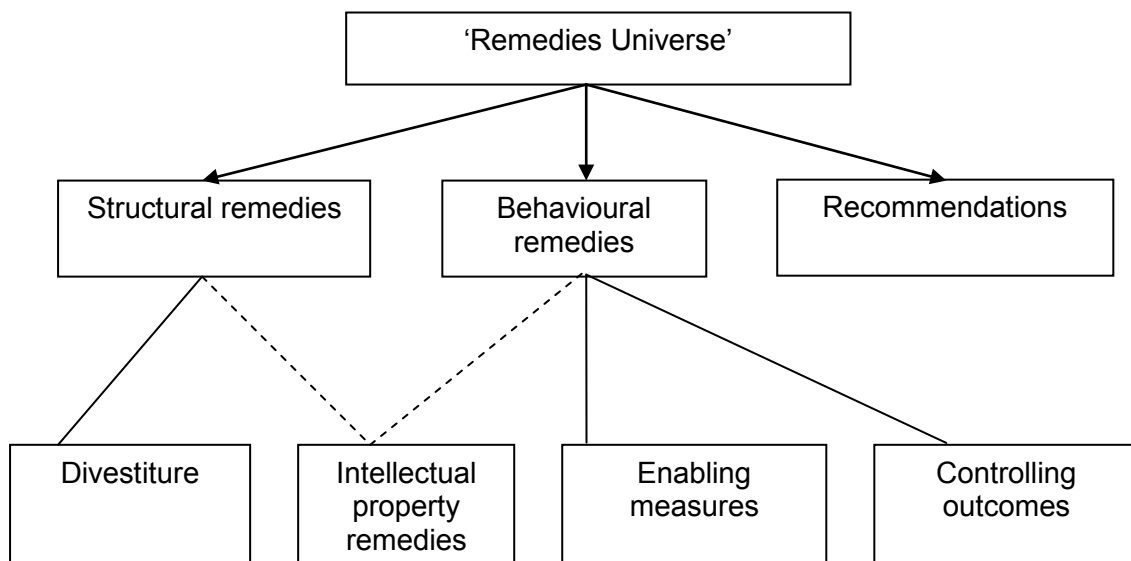 ‘Remedies Universe’
Structural remedies
Behavioural
remedies
Recommendations
Divestiture
Intellectual
property
remedies
Enabling
measures
Controlling
outcomes